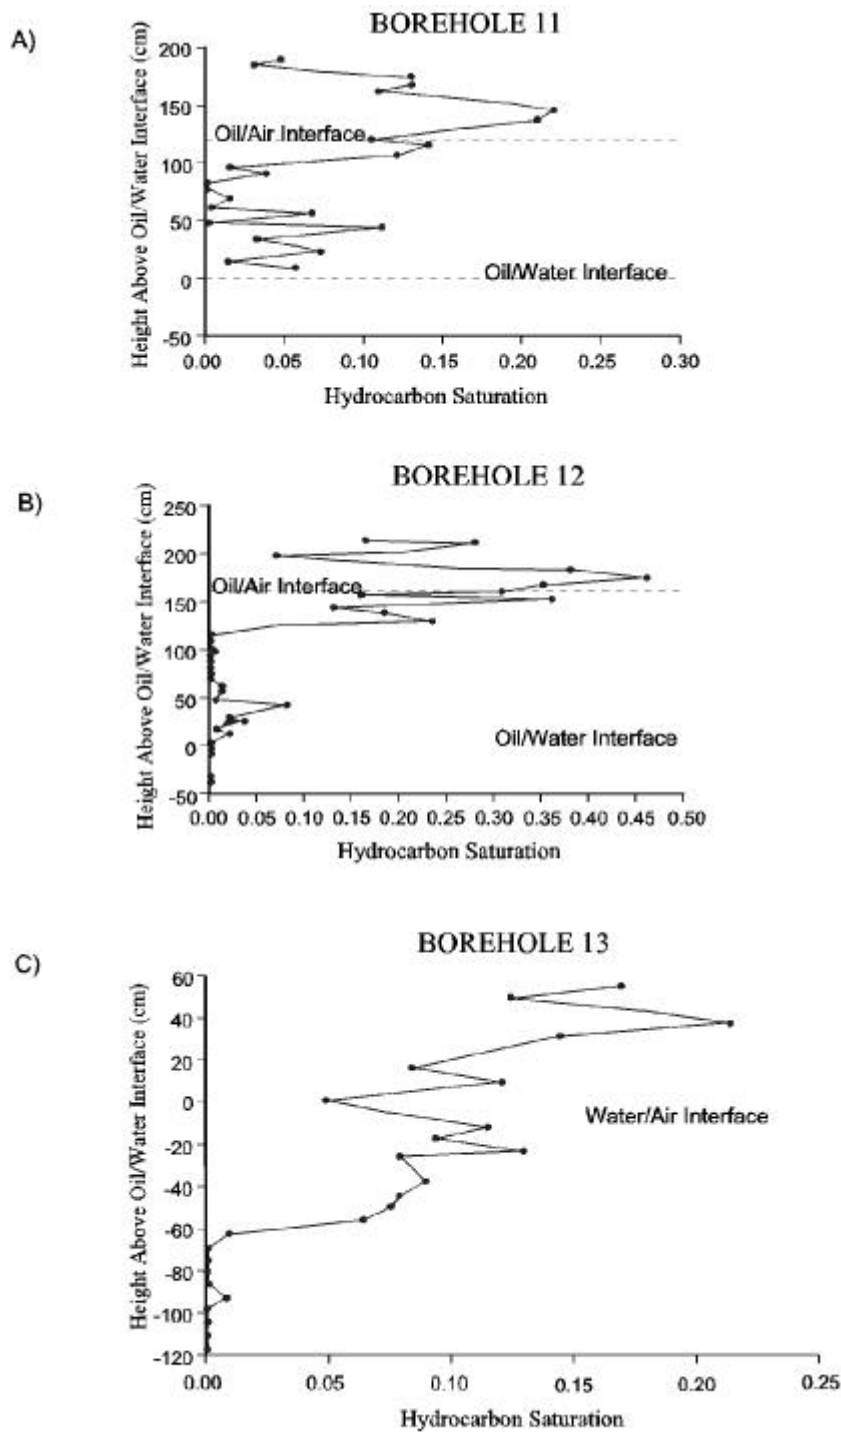 A)
BOREHOLE 11
Height Above Oil/Water Interface (cm)
200
150
100
50
0
-50
Oil/Air Interface
Oil/Water Interface
0.00 0.05 0.10 0.15 0.20 0.25 0.30
Hydrocarbon Saturation
B)
BOREHOLE 12
Height Above Oil/Water Interface (cm)
250
200
150
100
50
0
-50
Oil/Air Interface
Oil/Water Interface
0.00 0.05 0.10 0.15 0.20 0.25 0.30 0.35 0.40 0.45 0.50
Hydrocarbon Saturation
C)
BOREHOLE 13
Height Above Oil/Water Interface (cm)
60
40
20
0
-20
-40
-60
-80
-100
-120
Water/Air Interface
0.00 0.05 0.10 0.15 0.20 0.25
Hydrocarbon Saturation